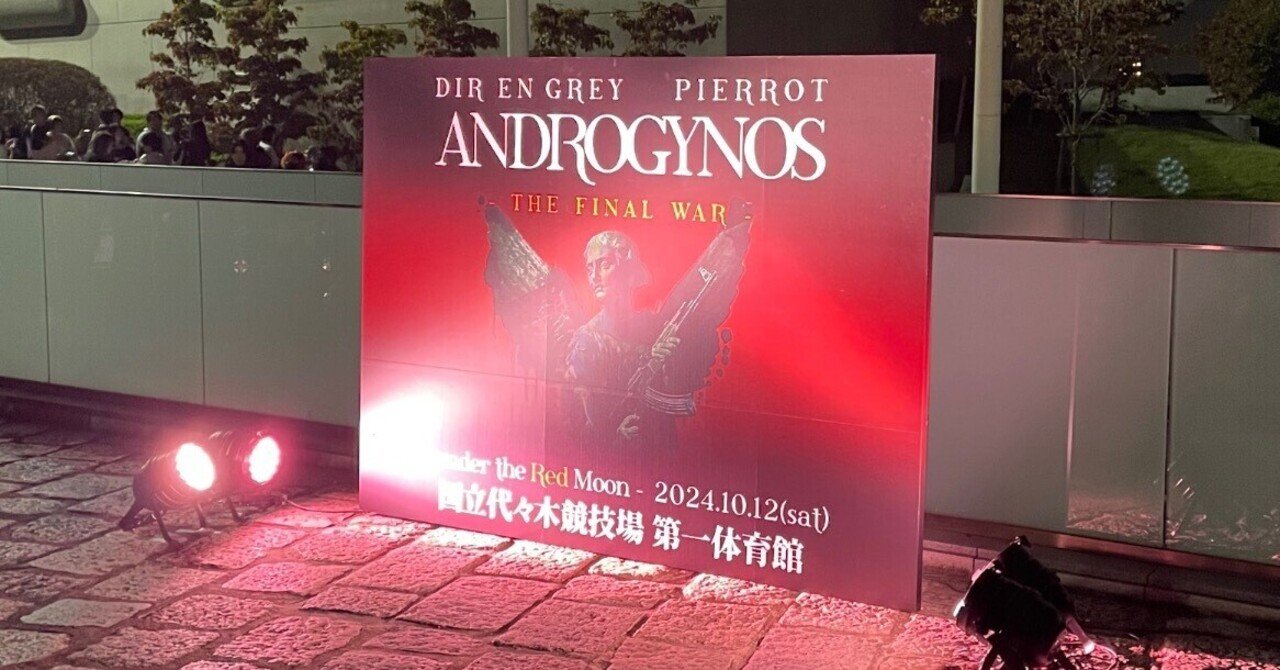 DIR EN GREY PIERROT
ANDROGYNOS
- THE FINAL WAR -
under the Red Moon - 2024.10.12(sat)
国立代々木競技場 第一体育館